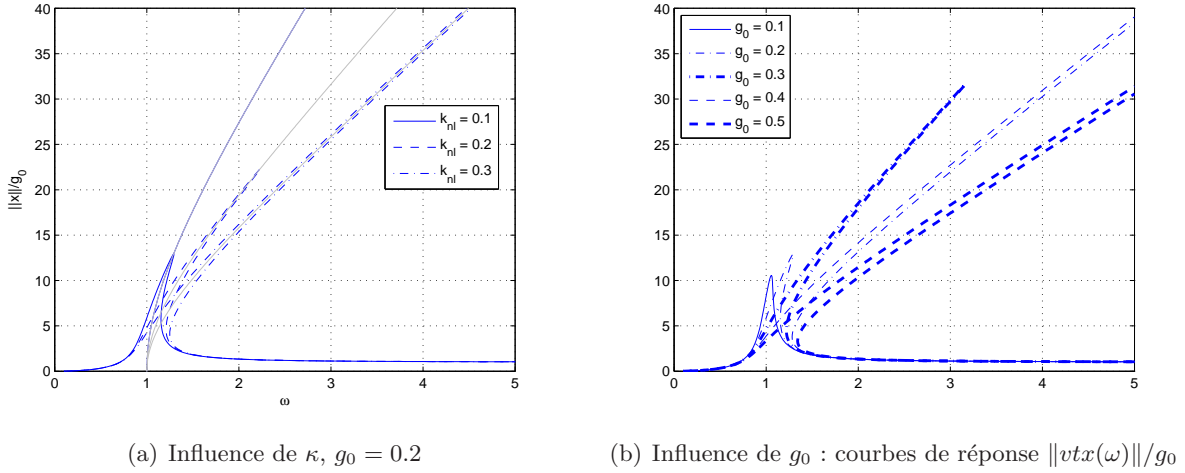 40
35
30
25
20
15
10
5
0
||x||/g₀
0
1
2
3
4
5
ω
kₙₗ = 0.1
kₙₗ = 0.2
kₙₗ = 0.3
(a) Influence de κ, g₀ = 0.2
40
35
30
25
20
15
10
5
0
0
1
2
3
4
5
g₀ = 0.1
g₀ = 0.2
g₀ = 0.3
g₀ = 0.4
g₀ = 0.5
(b) Influence de g₀ : courbes de réponse ‖vtx(ω)‖/g₀